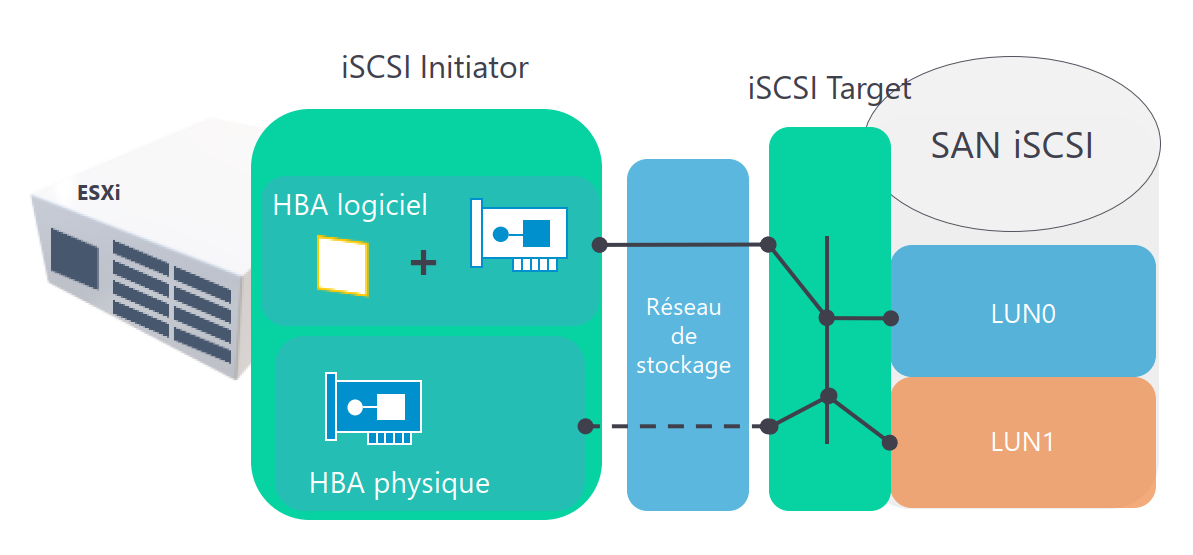 iSCSI Initiator
iSCSI Target
SAN iSCSI
ESXi
HBA logiciel
+
Réseau
de
stockage
LUN0
LUN1
HBA physique